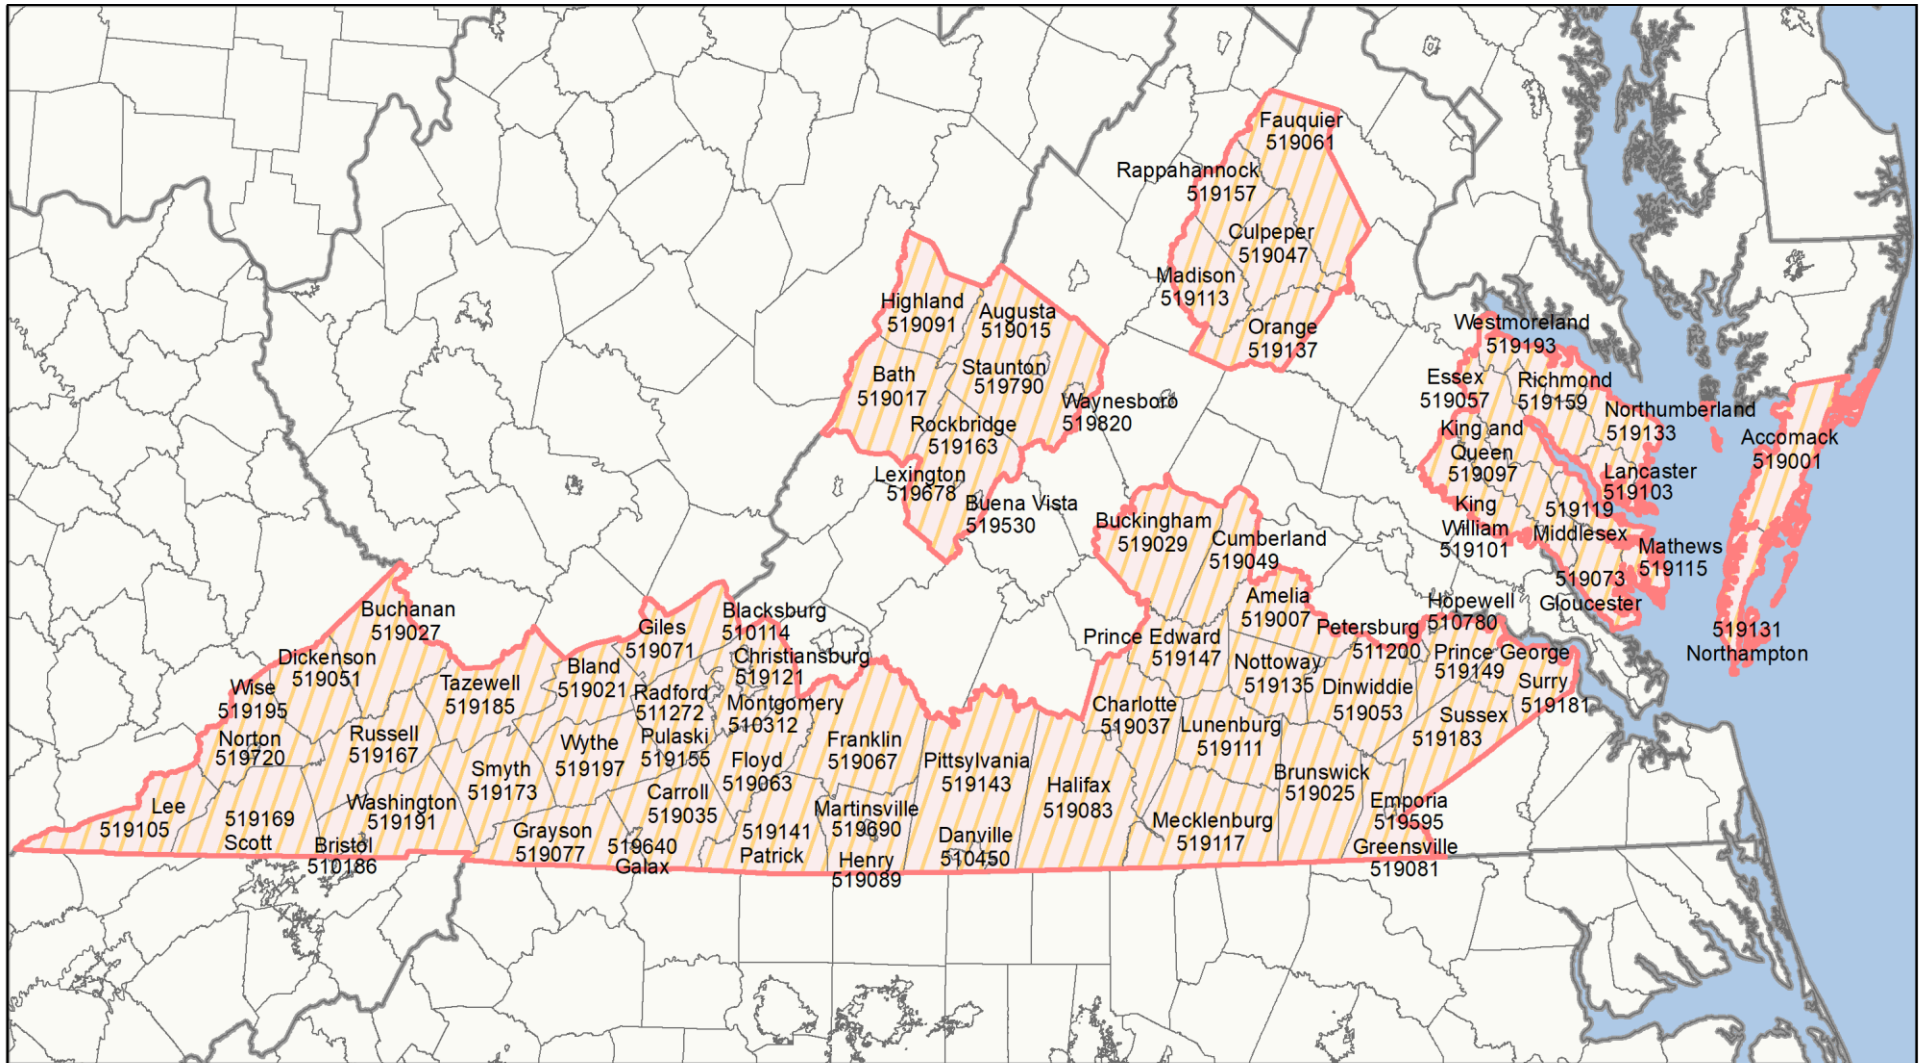 Fauquier
519061
Rappahannock
519157
Culpeper
519047
Madison
519113
Orange
519137
Highland
519091
Augusta
519015
Bath
519017
Staunton
519790
Waynesboro
519820
Rockbridge
519163
Lexington
519678
Buena Vista
519530
Westmoreland
519193
Essex
519057
Richmond
519159
Northumberland
519133
King and
Queen
519097
Lancaster
519103
King
William
519101
519119
Middlesex
Mathews
519115
519073
Gloucester
Accomack
519001
519131
Northampton
Buckingham
519029
Cumberland
519049
Amelia
519007
Prince Edward
519147
Petersburg
511200
Hopewell
510780
Prince George
519149
Surry
519181
Nottoway
519135
Dinwiddie
519053
Sussex
519183
Charlotte
519037
Lunenburg
519111
Brunswick
519025
Emporia
519595
Greensville
519081
Mecklenburg
519117
Halifax
519083
Pittsylvania
519143
Danville
510450
Franklin
519067
Martinsville
519690
Henry
519089
519141
Patrick
Floyd
519063
Blacksburg
510114
Christiansburg
519121
Montgomery
510312
Giles
519071
Radford
511272
Pulaski
519155
Carroll
519035
519640
Galax
Bland
519021
Wythe
519197
Grayson
519077
Smyth
519173
Tazewell
519185
Buchanan
519027
Dickenson
519051
Wise
519195
Norton
519720
Russell
519167
Washington
519191
Bristol
510186
Lee
519105
519169
Scott